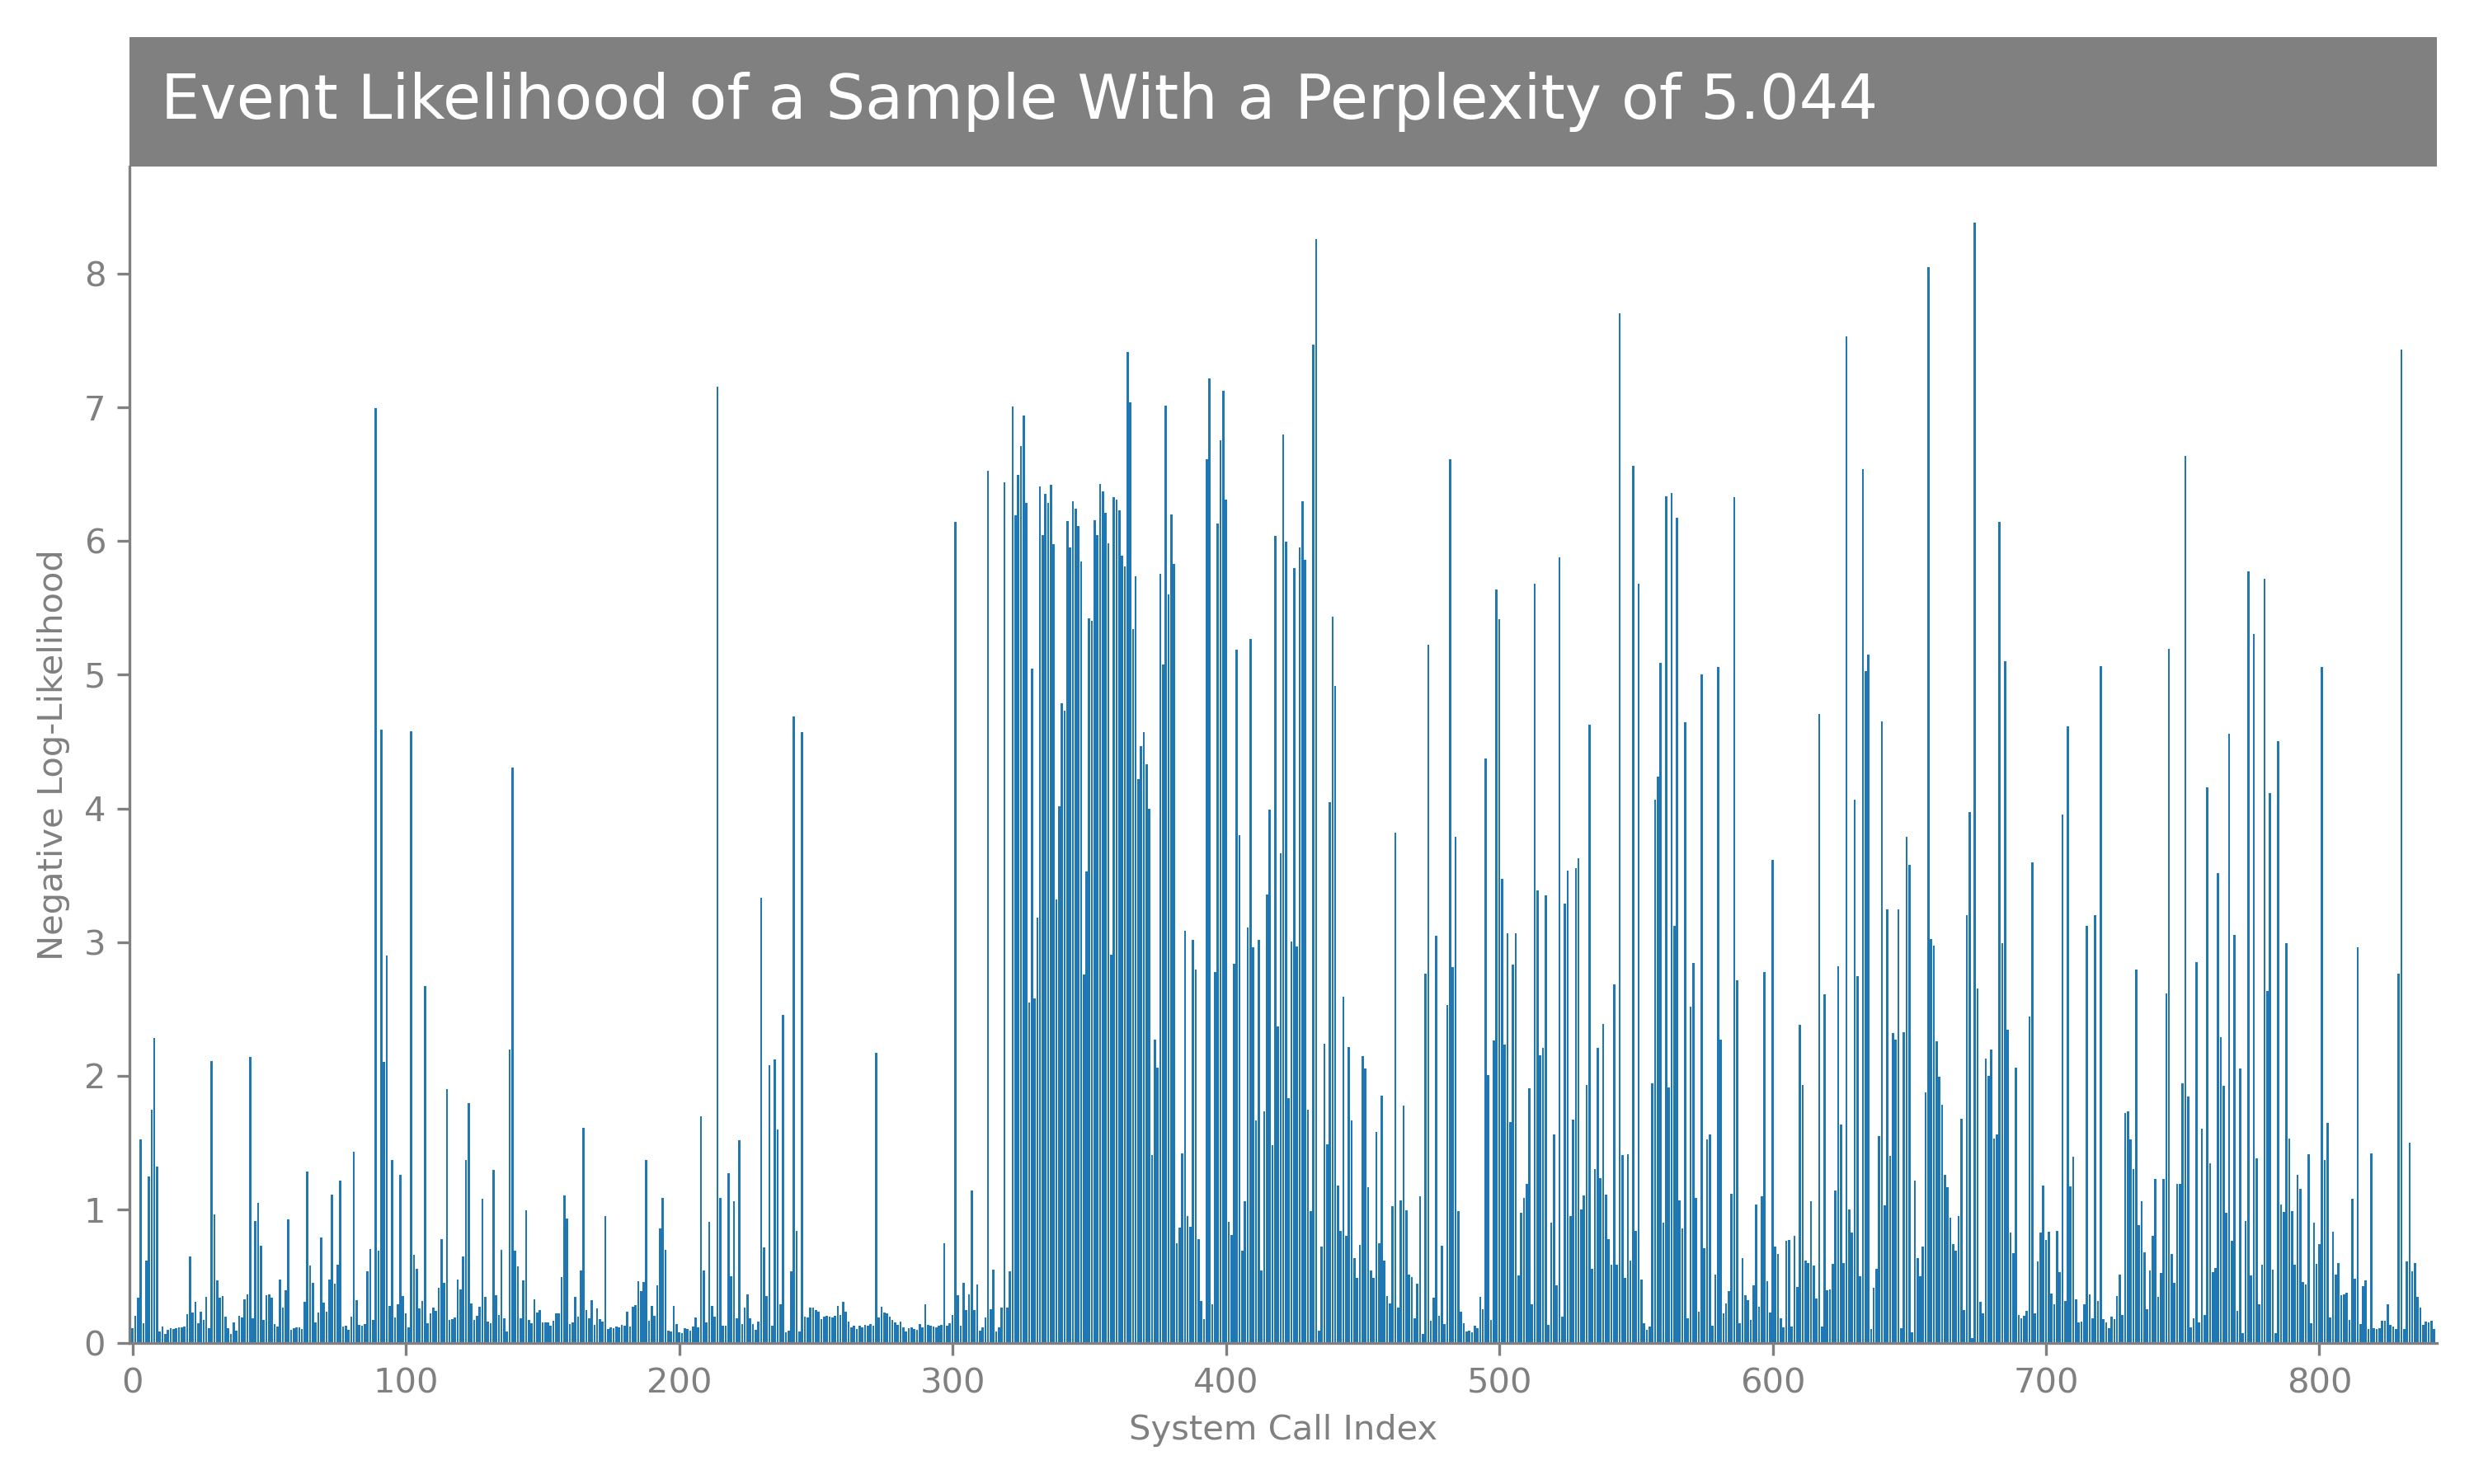 Event Likelihood of a Sample With a Perplexity of 5.044
8
7
6
5
4
3
2
1
0
Negative Log-Likelihood
0 100 200 300 400 500 600 700 800
System Call Index